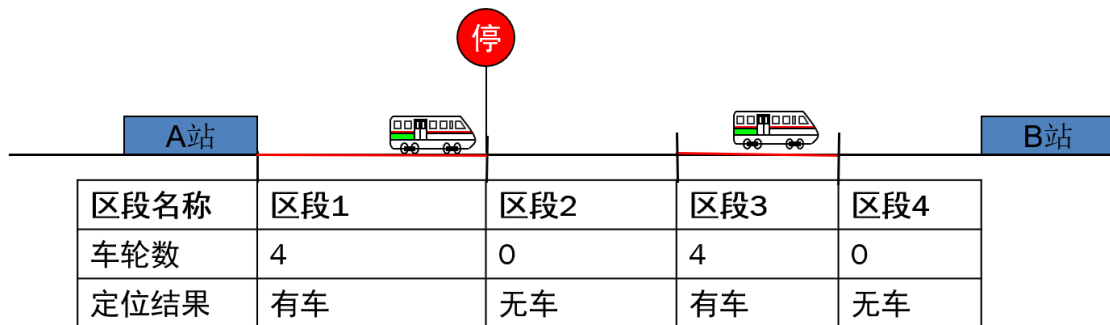 停
A站 B站
区段名称 区段1 区段2 区段3 区段4
车轮数 4 0 4 0
定位结果 有车 无车 有车 无车